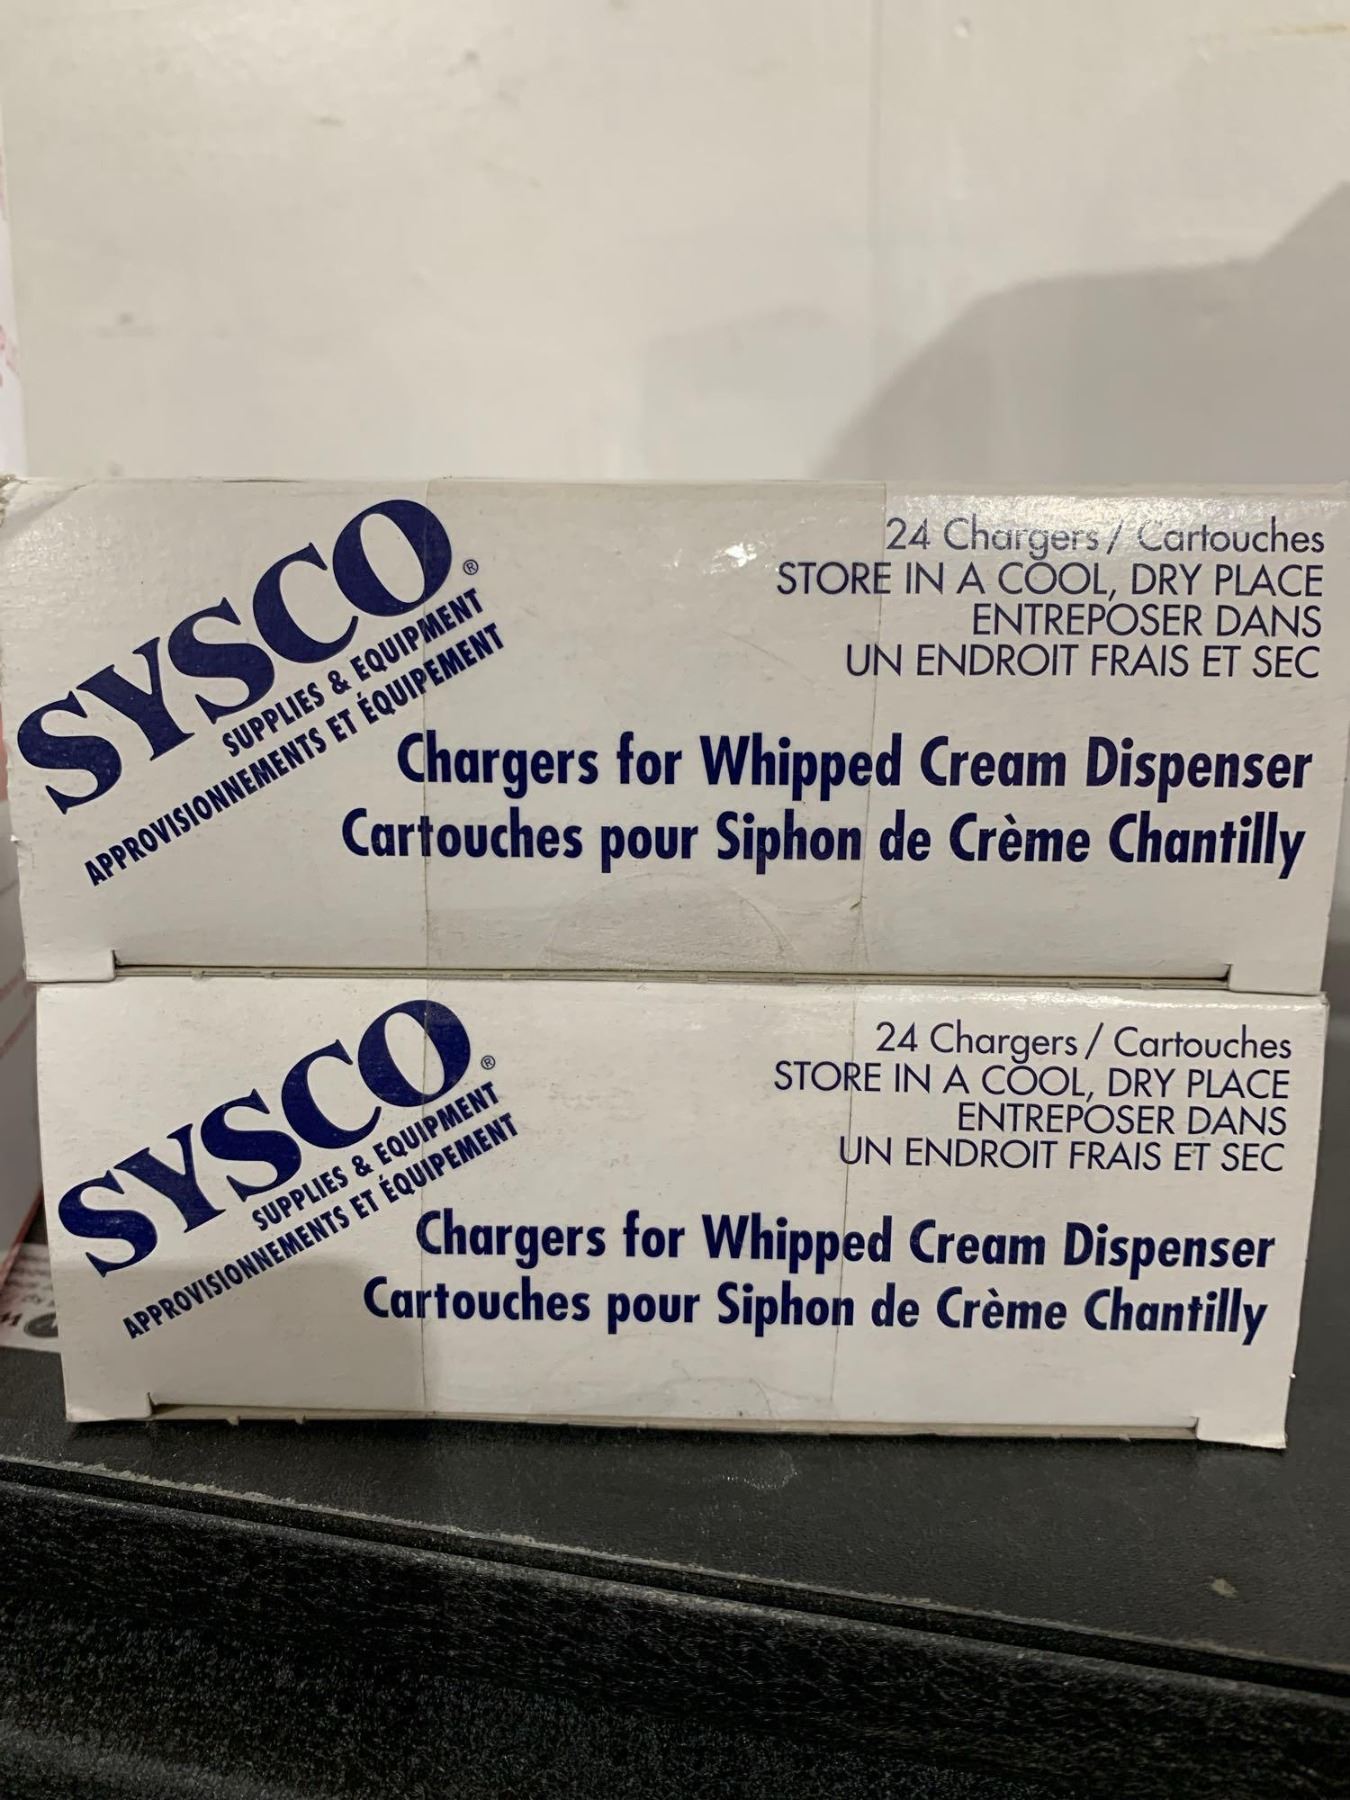 SYSCO®
SUPPLIES & EQUIPMENT
APPROVISIONNEMENTS ET ÉQUIPEMENT
24 Chargers / Cartouches
STORE IN A COOL, DRY PLACE
ENTREPOSER DANS
UN ENDROIT FRAIS ET SEC
Chargers for Whipped Cream Dispenser
Cartouches pour Siphon de Crème Chantilly
SYSCO®
SUPPLIES & EQUIPMENT
APPROVISIONNEMENTS ET ÉQUIPEMENT
24 Chargers / Cartouches
STORE IN A COOL, DRY PLACE
ENTREPOSER DANS
UN ENDROIT FRAIS ET SEC
Chargers for Whipped Cream Dispenser
Cartouches pour Siphon de Crème Chantilly